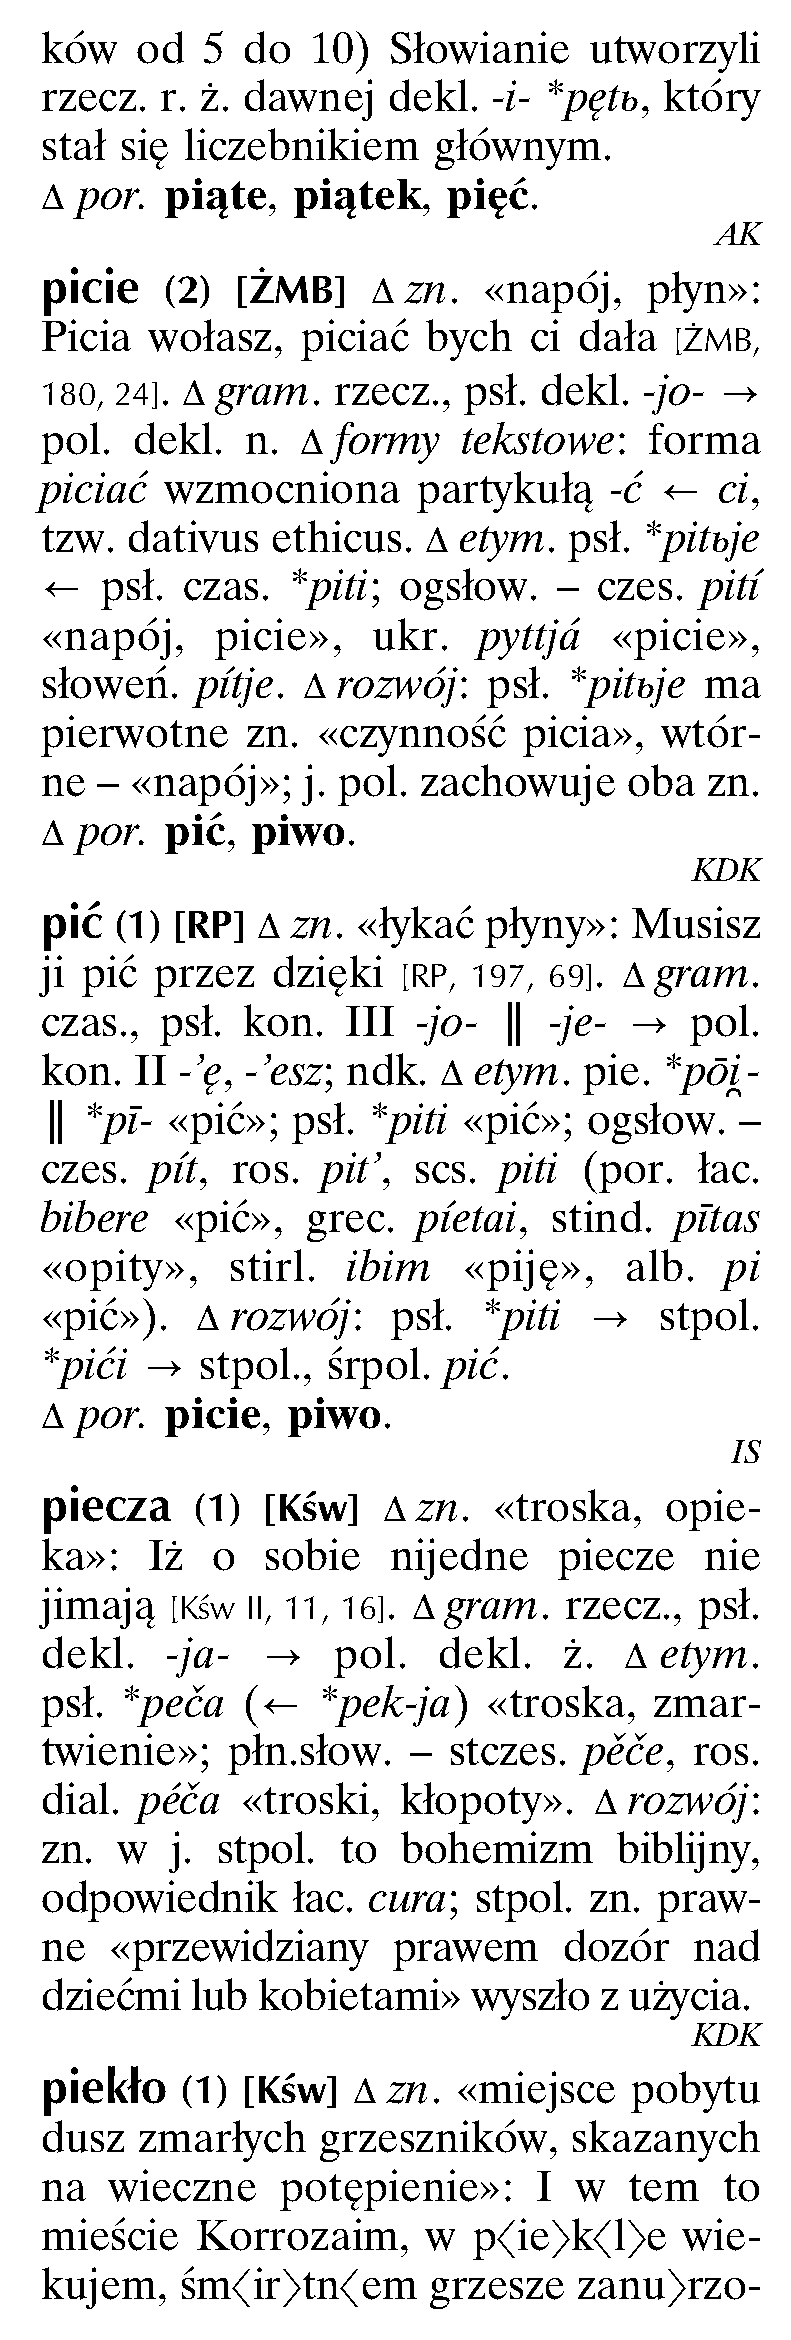 ków od 5 do 10) Słowianie utworzyli
rzecz. r. ż. dawnej dekl. -i- *pętь, który
stał się liczebnikiem głównym.
Δ por. piąte, piątek, pięć.
AK
picie (2) [ŻMB] Δ zn. «napój, płyn»:
Picia wołasz, piciać bych ci dała [ŻMB,
180, 24]. Δ gram. rzecz., psł. dekl. -jo- →
pol. dekl. n. Δ formy tekstowe: forma
piciać wzmocniona partykułą -ć ← ci,
tzw. dativus ethicus. Δ etym. psł. *pitьje
← psł. czas. *piti; ogsłow. – czes. pití
«napój, picie», ukr. pyttjá «picie»,
słoweń. pítje. Δ rozwój: psł. *pitьje ma
pierwotne zn. «czynność picia», wtór-
ne – «napój»; j. pol. zachowuje oba zn.
Δ por. pić, piwo.
KDK
pić (1) [RP] Δ zn. «łykać płyny»: Musisz
ji pić przez dzięki [RP, 197, 69]. Δ gram.
czas., psł. kon. III -jo- ‖ -je- → pol.
kon. II -’ę, -’esz; ndk. Δ etym. pie. *pōi̯-
‖ *pī- «pić»; psł. *piti «pić»; ogsłow. –
czes. pít, ros. pit’, scs. piti (por. łac.
bibere «pić», grec. píetai, stind. pītas
«opity», stirl. ibim «piję», alb. pi
«pić»). Δ rozwój: psł. *piti → stpol.
*pići → stpol., śrpol. pić.
Δ por. picie, piwo.
IS
piecza (1) [Kśw] Δ zn. «troska, opie-
ka»: Iż o sobie nijedne piecze nie
jimają [Kśw II, 11, 16]. Δ gram. rzecz., psł.
dekl. -ja- → pol. dekl. ż. Δ etym.
psł. *peča (← *pek-ja) «troska, zmar-
twienie»; płn.słow. – stczes. pěče, ros.
dial. péča «troski, kłopoty». Δ rozwój:
zn. w j. stpol. to bohemizm biblijny,
odpowiednik łac. cura; stpol. zn. praw-
ne «przewidziany prawem dozór nad
dziećmi lub kobietami» wyszło z użycia.
KDK
piekło (1) [Kśw] Δ zn. «miejsce pobytu
dusz zmarłych grzeszników, skazanych
na wieczne potępienie»: I w tem to
mieście Korrozaim, w p⟨ie⟩k⟨l⟩e wie-
kujem, śm⟨ir⟩tn⟨em grzesze zanu⟩rzo-